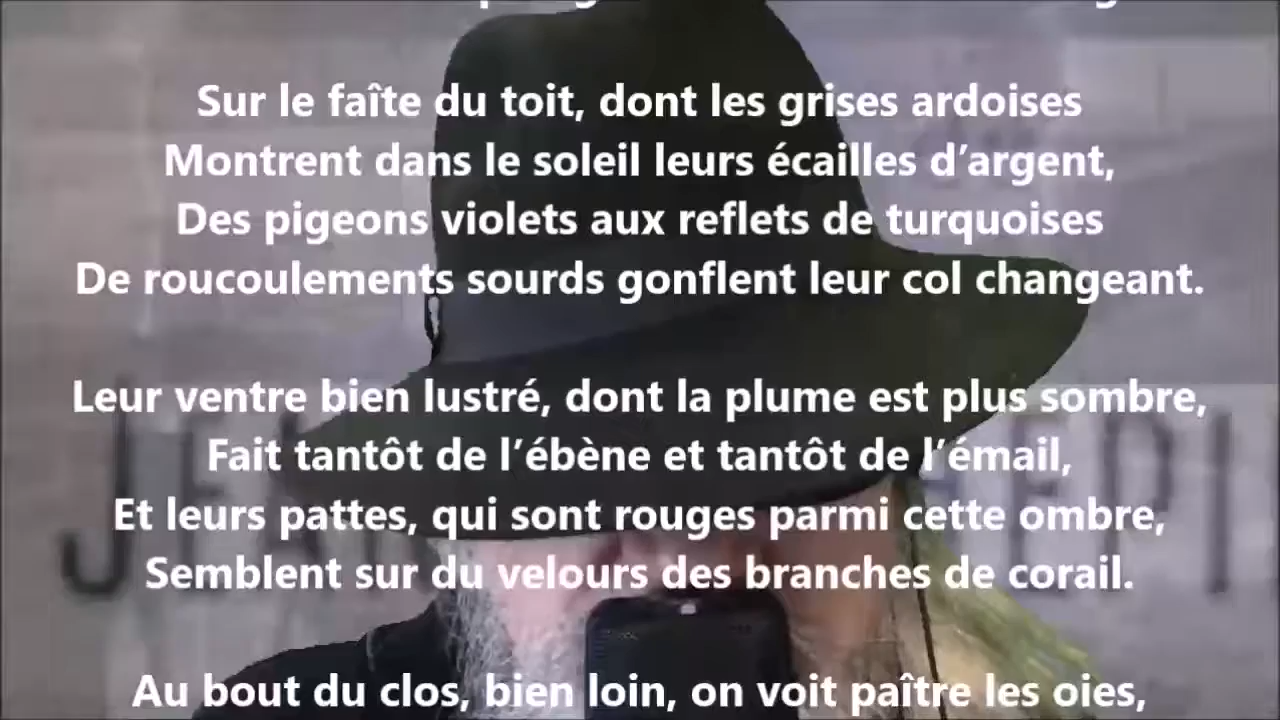 Sur le faîte du toit, dont les grises ardoises
Montrent dans le soleil leurs écailles d’argent,
Des pigeons violets aux reflets de turquoises
De roucoulements sourds gonflent leur col changeant.
Leur ventre bien lustré, dont la plume est plus sombre,
Fait tantôt de l’ébène et tantôt de l’émail,
Et leurs pattes, qui sont rouges parmi cette ombre,
Semblent sur du velours des branches de corail.
Au bout du clos, bien loin, on voit paître les oies,